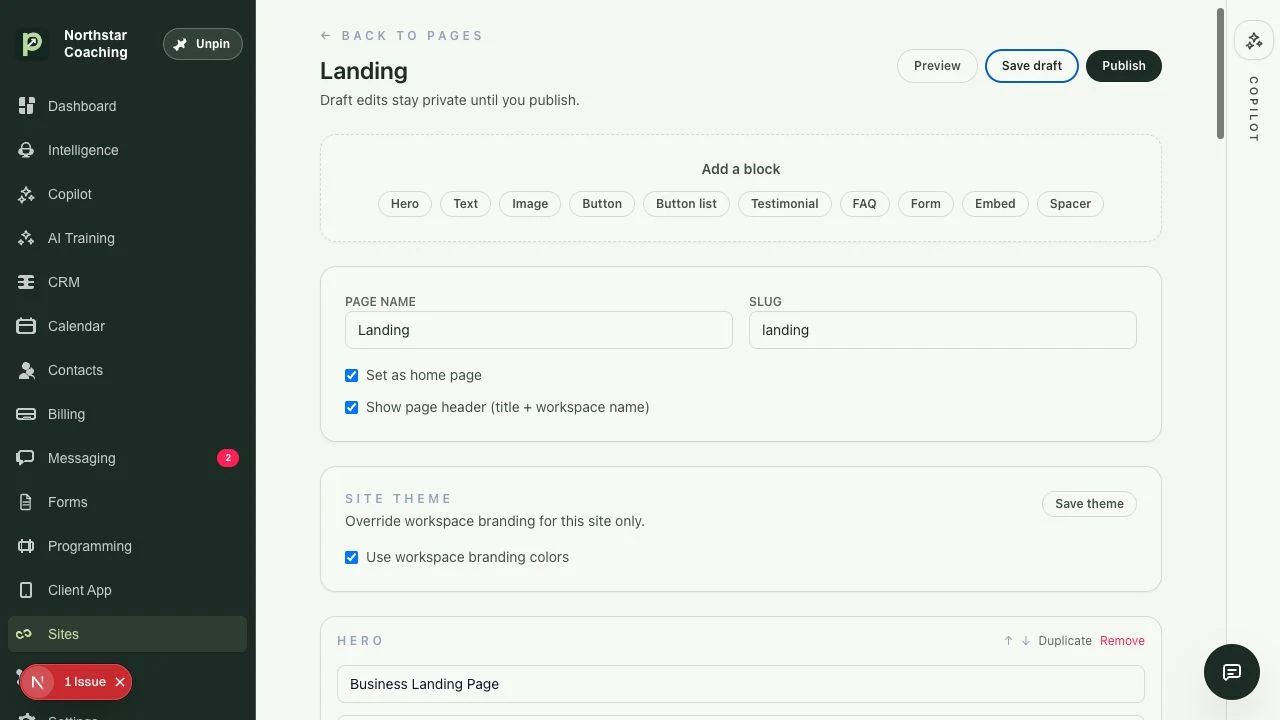 Northstar
Coaching
Unpin
Dashboard
Intelligence
Copilot
AI Training
CRM
Calendar
Contacts
Billing
Messaging
2
Forms
Programming
Client App
Sites
N
1 Issue
← BACK TO PAGES
Landing
Draft edits stay private until you publish.
Preview
Save draft
Publish
Add a block
Hero
Text
Image
Button
Button list
Testimonial
FAQ
Form
Embed
Spacer
PAGE NAME
Landing
SLUG
landing
Set as home page
Show page header (title + workspace name)
SITE THEME
Override workspace branding for this site only.
Save theme
Use workspace branding colors
HERO
↑ ↓ Duplicate Remove
Business Landing Page
COPILOT